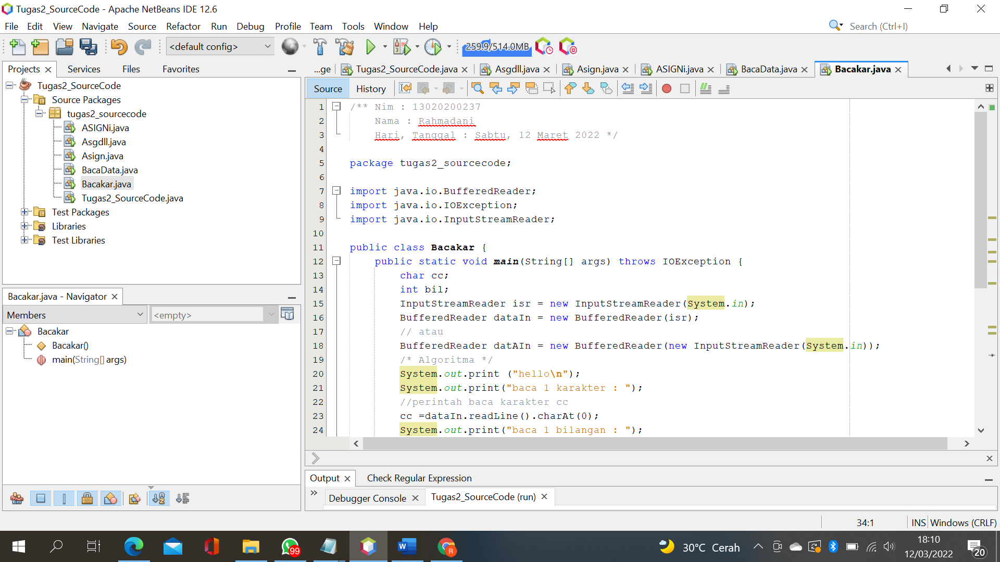 Tugas2_SourceCode - Apache NetBeans IDE 12.6
File Edit View Navigate Source Refactor Run Debug Profile Team Tools Window Help
Search (Ctrl+I)
<default config>
259.9/514.0MB
Projects Services Files Favorites
...ge Tugas2_SourceCode.java Asgdll.java Asign.java ASIGNi.java BacaData.java Bacakar.java
Tugas2_SourceCode
Source Packages
tugas2_sourcecode
ASIGNi.java
Asgdll.java
Asign.java
BacaData.java
Bacakar.java
Tugas2_SourceCode.java
Test Packages
Libraries
Test Libraries
Bacakar.java - Navigator
Members
<empty>
Bacakar
Bacakar()
main(String[] args)
Source History
1 /** Nim : 13020200237
2 Nama : Rahmadani
3 Hari, Tanggal : Sabtu, 12 Maret 2022 */
4
5 package tugas2_sourcecode;
6
7 import java.io.BufferedReader;
8 import java.io.IOException;
9 import java.io.InputStreamReader;
10
11 public class Bacakar {
12 public static void main(String[] args) throws IOException {
13 char cc;
14 int bil;
15 InputStreamReader isr = new InputStreamReader(System.in);
16 BufferedReader dataIn = new BufferedReader(isr);
17 // atau
18 BufferedReader datAIn = new BufferedReader(new InputStreamReader(System.in));
19 /* Algoritma */
20 System.out.print ("hello\n");
21 System.out.print("baca 1 karakter : ");
22 //perintah baca karakter cc
23 cc =dataIn.readLine().charAt(0);
24 System.out.print("baca 1 bilangan : ");
Output Check Regular Expression
Debugger Console Tugas2_SourceCode (run)
34:1 INS Windows (CRLF)
99
W
R
30°C Cerah
18:10
12/03/2022
20